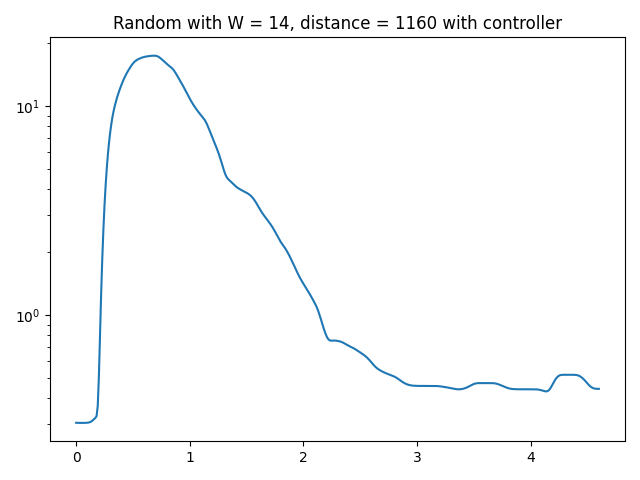 Random with W = 14, distance = 1160 with controller
10¹
10⁰
0 1 2 3 4